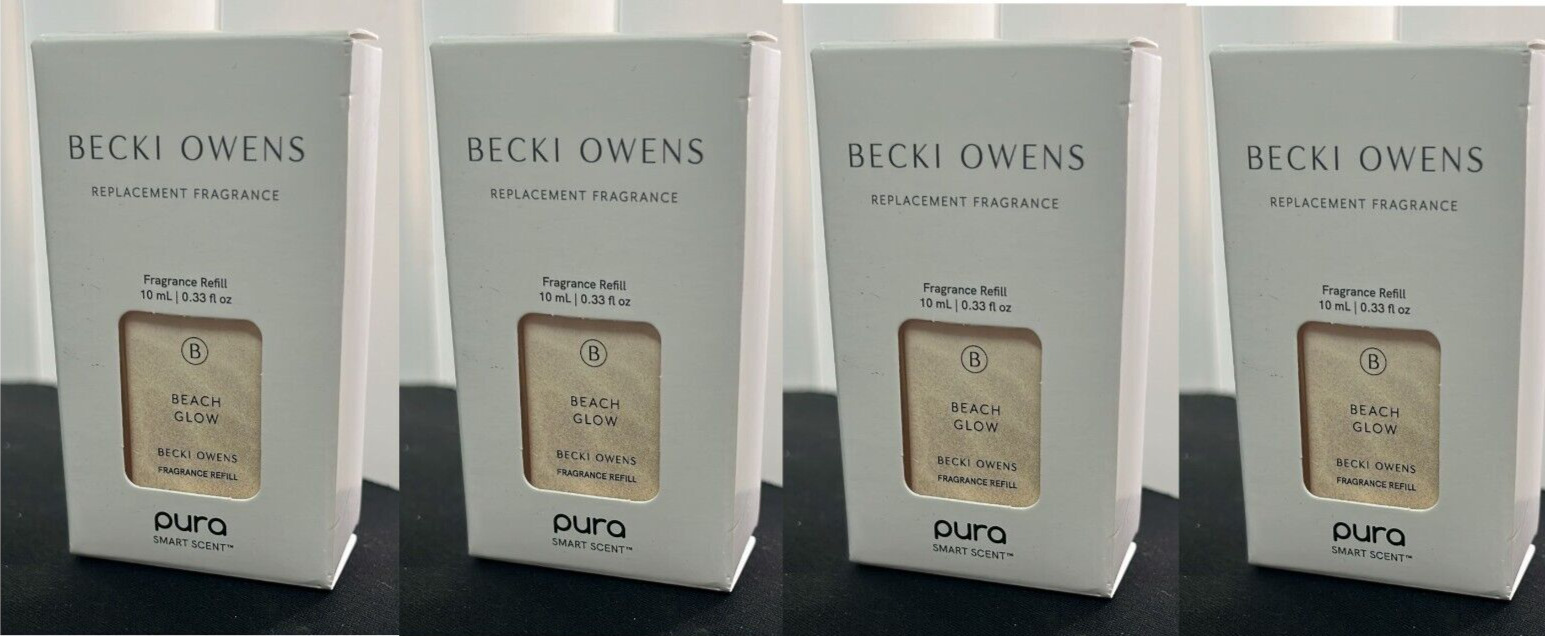 BECKI OWENS
REPLACEMENT FRAGRANCE
Fragrance Refill
10 mL | 0.33 fl oz
B
BEACH
GLOW
BECKI OWENS
FRAGRANCE REFILL
pura
SMART SCENT™
BECKI OWENS
REPLACEMENT FRAGRANCE
Fragrance Refill
10 mL | 0.33 fl oz
B
BEACH
GLOW
BECKI OWENS
FRAGRANCE REFILL
pura
SMART SCENT™
BECKI OWENS
REPLACEMENT FRAGRANCE
Fragrance Refill
10 mL | 0.33 fl oz
B
BEACH
GLOW
BECKI OWENS
FRAGRANCE REFILL
pura
SMART SCENT™
BECKI OWENS
REPLACEMENT FRAGRANCE
Fragrance Refill
10 mL | 0.33 fl oz
B
BEACH
GLOW
BECKI OWENS
FRAGRANCE REFILL
pura
SMART SCENT™